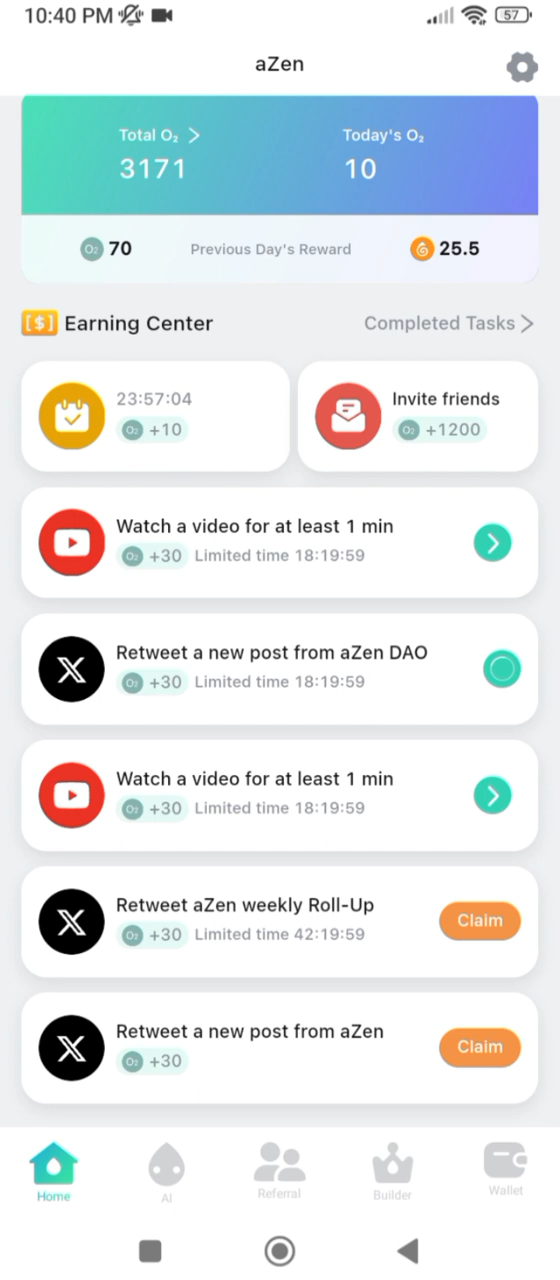 10:40 PM
57
aZen
Total O₂ >
Today's O₂
3171
10
O₂ 70
Previous Day's Reward
25.5
[$] Earning Center
Completed Tasks >
23:57:04
O₂ +10
Invite friends
O₂ +1200
Watch a video for at least 1 min
O₂ +30 Limited time 18:19:59
Retweet a new post from aZen DAO
O₂ +30 Limited time 18:19:59
Watch a video for at least 1 min
O₂ +30 Limited time 18:19:59
Retweet aZen weekly Roll-Up
O₂ +30 Limited time 42:19:59
Claim
Retweet a new post from aZen
O₂ +30
Claim
Home
AI
Referral
Builder
Wallet